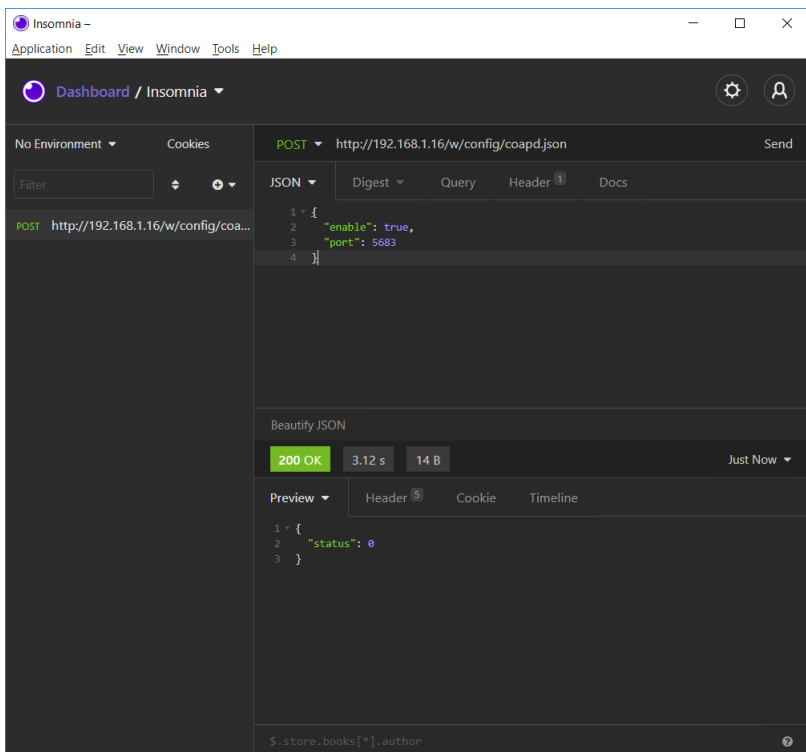 Insomnia –
Application Edit View Window Tools Help
Dashboard / Insomnia
No Environment Cookies
Filter
POST http://192.168.1.16/w/config/coa...
POST http://192.168.1.16/w/config/coapd.json Send
JSON Digest Query Header 1 Docs
1 {
2 "enable": true,
3 "port": 5683
4 }
Beautify JSON
200 OK 3.12 s 14 B Just Now
Preview Header 5 Cookie Timeline
1 {
2 "status": 0
3 }
$.store.books[*].author